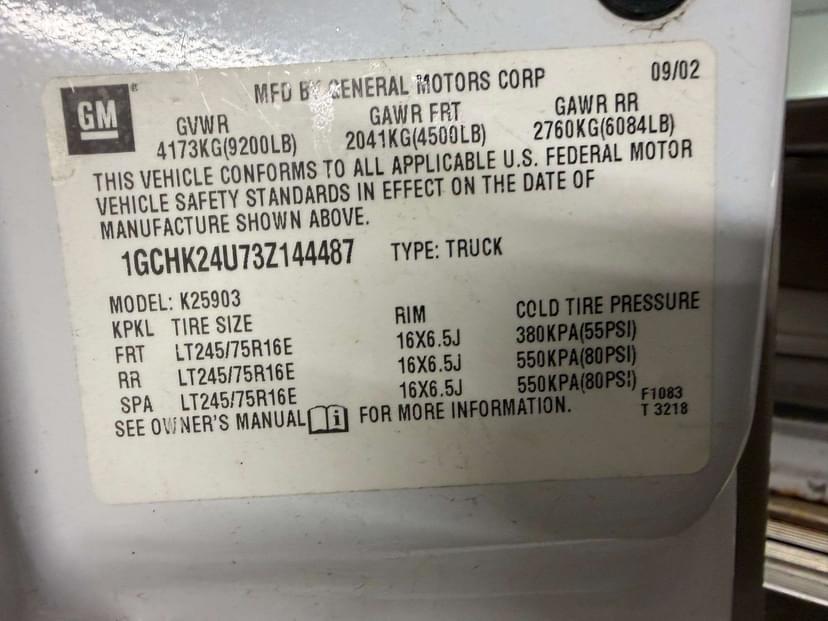 GM
MFD BY GENERAL MOTORS CORP 09/02
GVWR GAWR FRT GAWR RR
4173KG(9200LB) 2041KG(4500LB) 2760KG(6084LB)
THIS VEHICLE CONFORMS TO ALL APPLICABLE U.S. FEDERAL MOTOR
VEHICLE SAFETY STANDARDS IN EFFECT ON THE DATE OF
MANUFACTURE SHOWN ABOVE.
1GCHK24U73Z144487 TYPE: TRUCK
MODEL: K25903
KPKL TIRE SIZE RIM COLD TIRE PRESSURE
FRT LT245/75R16E 16X6.5J 380KPA(55PSI)
RR LT245/75R16E 16X6.5J 550KPA(80PSI)
SPA LT245/75R16E 16X6.5J 550KPA(80PSI)
F1083
SEE OWNER'S MANUAL i FOR MORE INFORMATION. T 3218